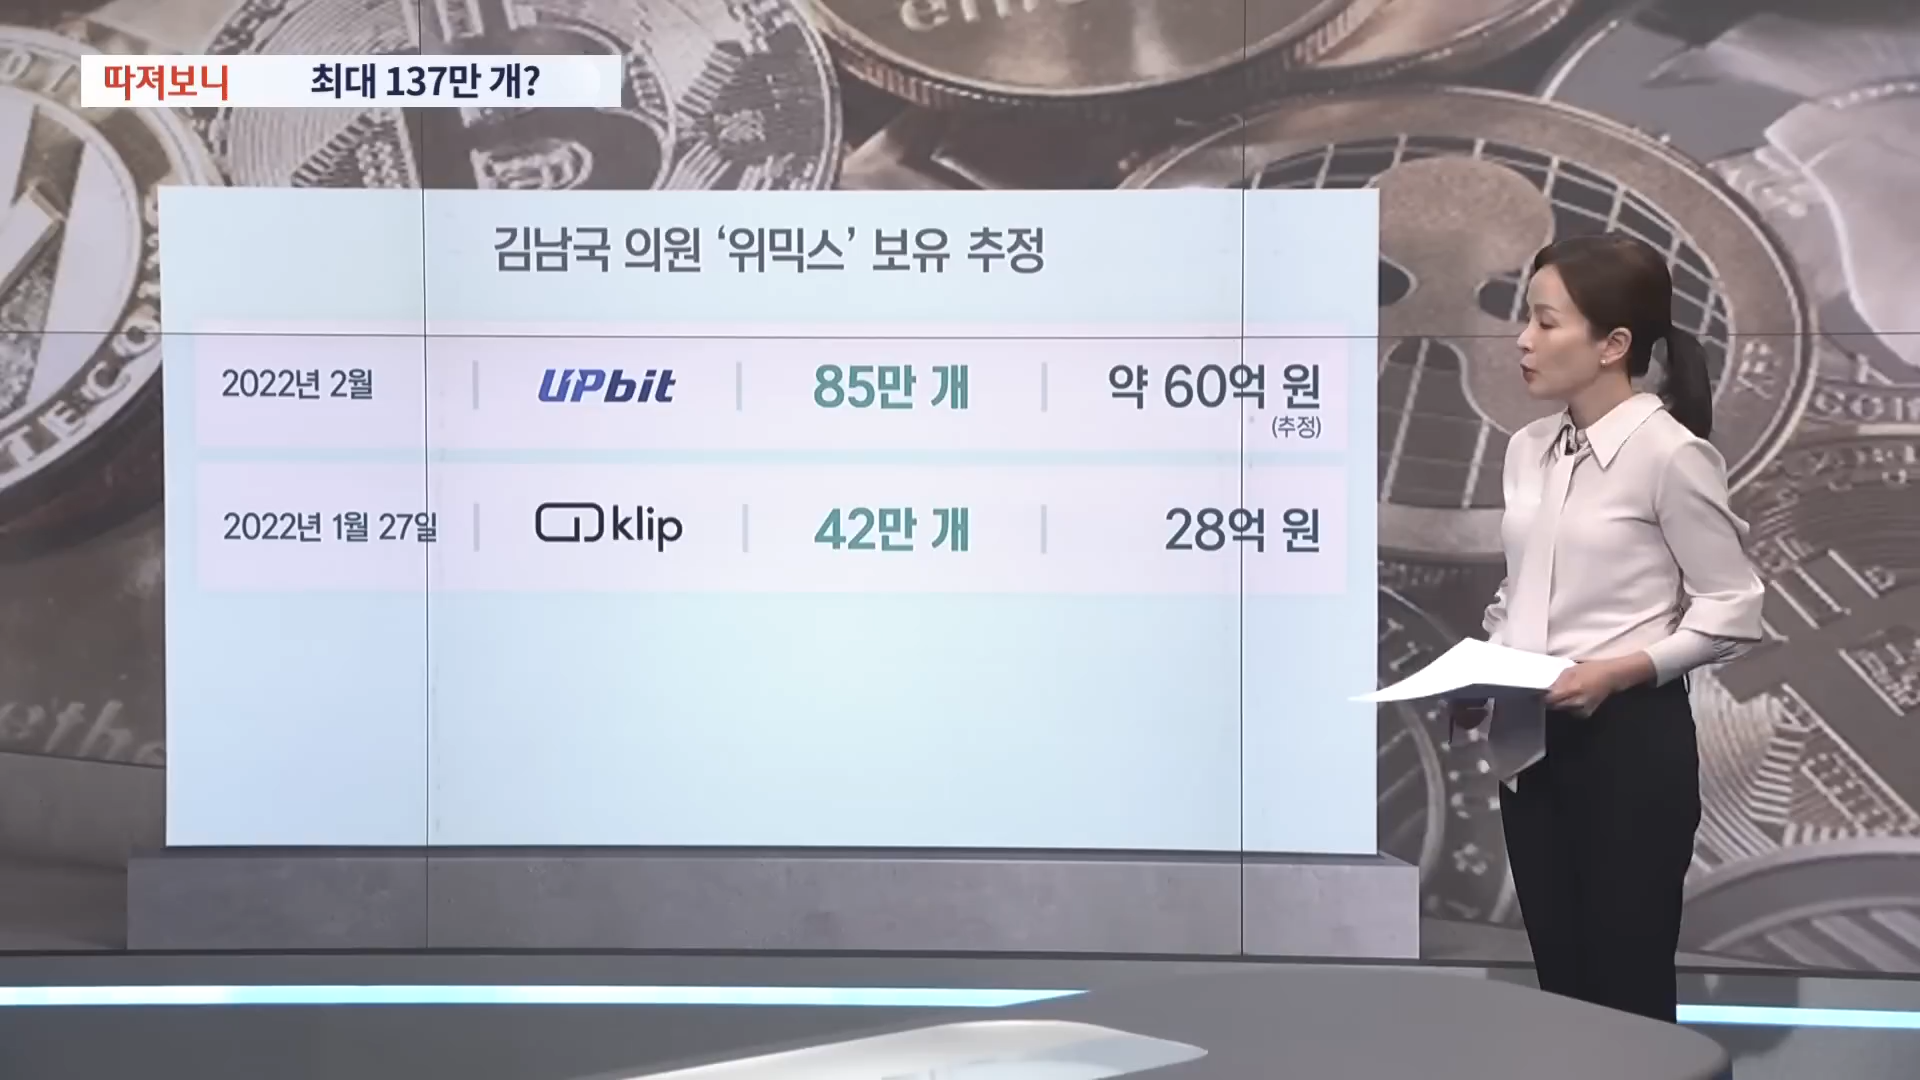 따져보니 최대 137만 개?
김남국 의원 ‘위믹스’ 보유 추정
2022년 2월 UPbit 85만 개 약 60억 원
(추정)
2022년 1월 27일 klip 42만 개 28억 원
TECOIN
ethe